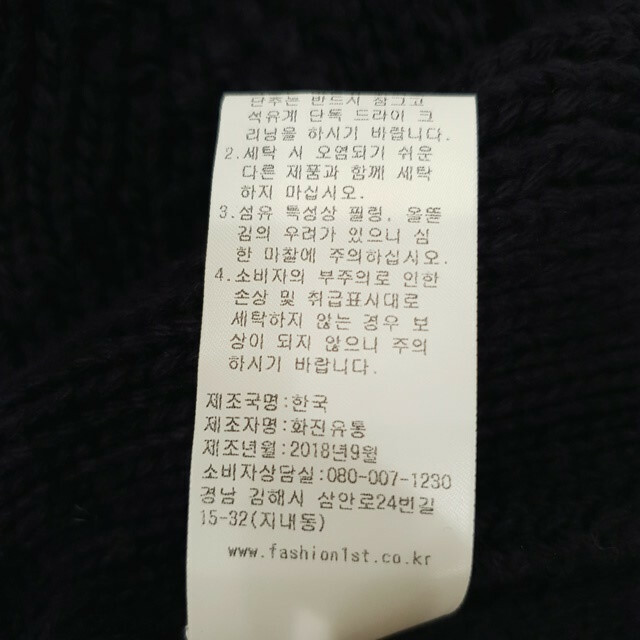 단추는 반드시 잠그고
석유계 단독 드라이 크
리닝을 하시기 바랍니다.
2.세탁 시 오염되기 쉬운
다른 제품과 함께 세탁
하지 마십시오.
3.섬유 특성상 필링, 올뜯
김의 우려가 있으니 심
한 마찰에 주의하십시오.
4.소비자의 부주의로 인한
손상 및 취급표시대로
세탁하지 않는 경우 보
상이 되지 않으니 주의
하시기 바랍니다.
제조국명:한국
제조자명:화진유통
제조년월:2018년9월
소비자상담실:080-007-1230
경남 김해시 삼안로24번길
15-32(지내동)
www.fashion1st.co.kr